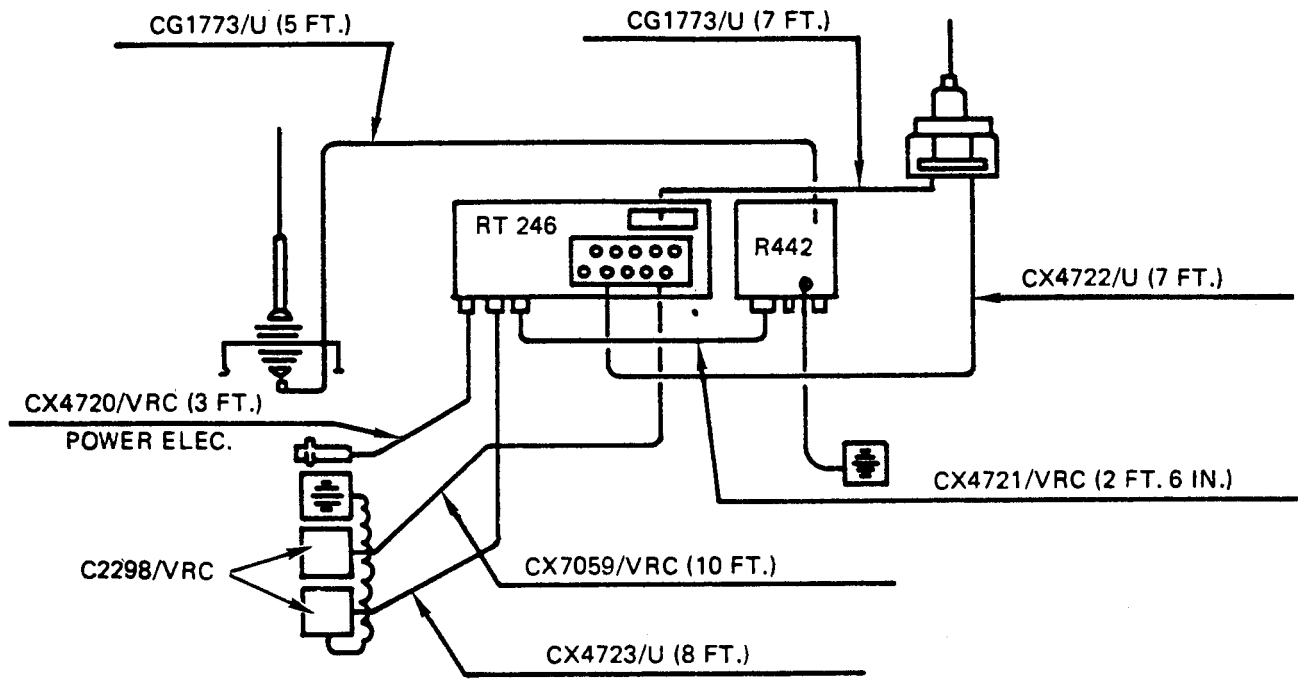 CG1773/U (5 FT.)
CG1773/U (7 FT.)
RT 246
R442
CX4722/U (7 FT.)
CX4720/VRC (3 FT.)
POWER ELEC.
CX4721/VRC (2 FT. 6 IN.)
C2298/VRC
CX7059/VRC (10 FT.)
CX4723/U (8 FT.)